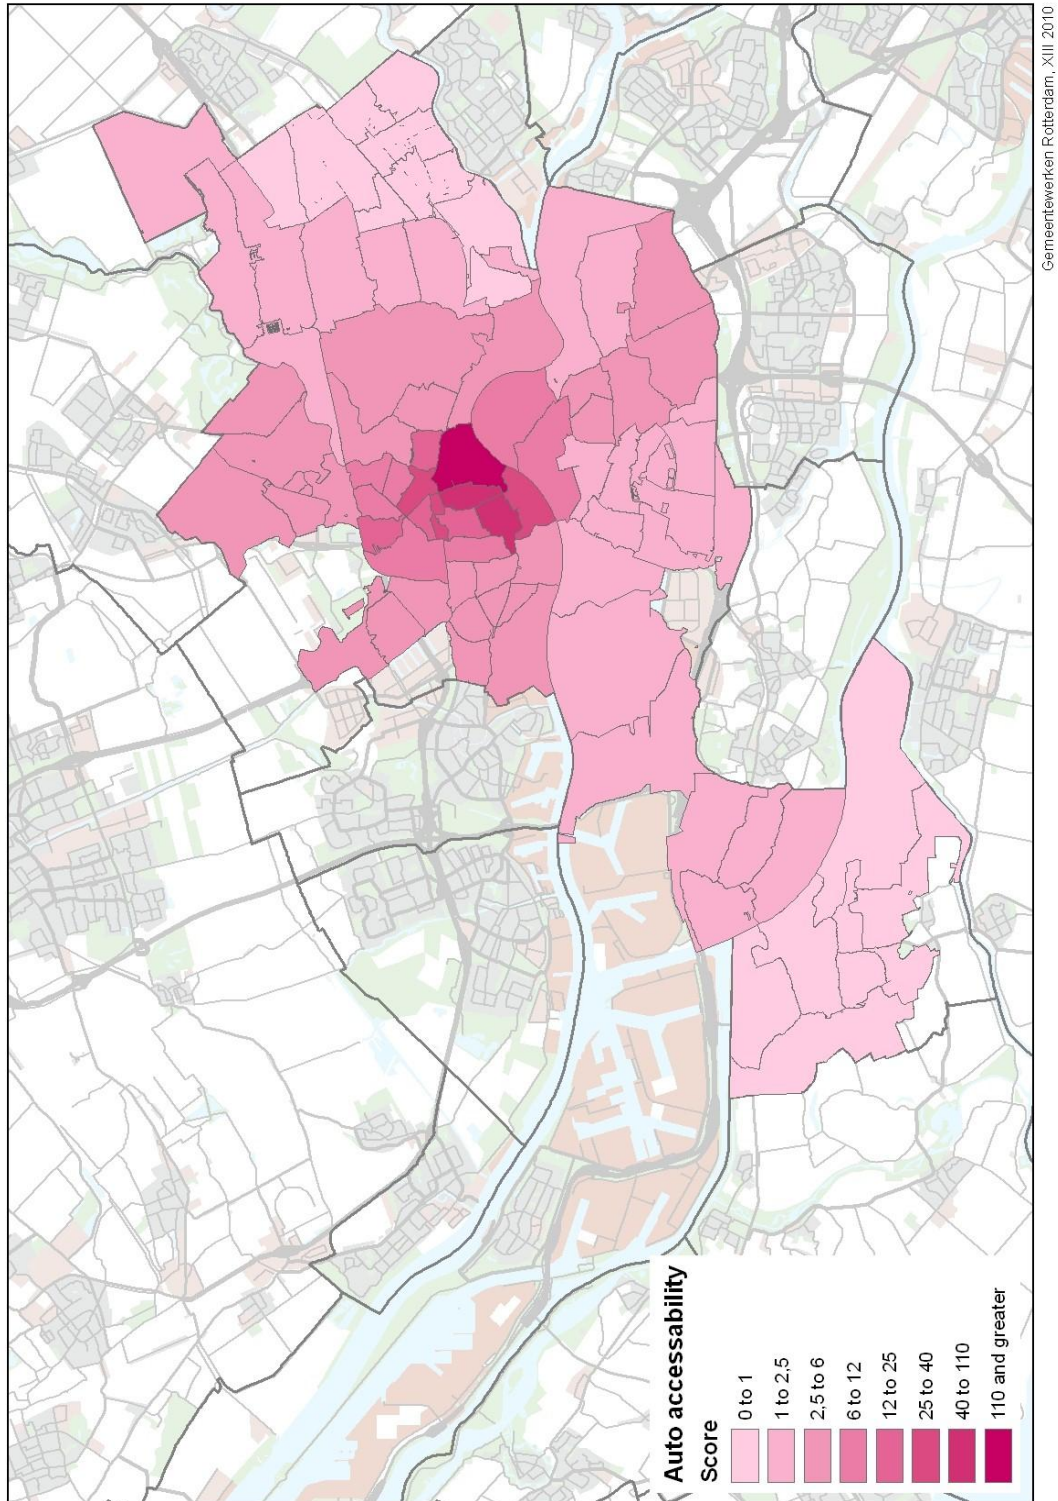 Auto accessability
Score
0 to 1
1 to 2,5
2,5 to 6
6 to 12
12 to 25
25 to 40
40 to 110
110 and greater
Gemeentewerken Rotterdam, XIII 2010